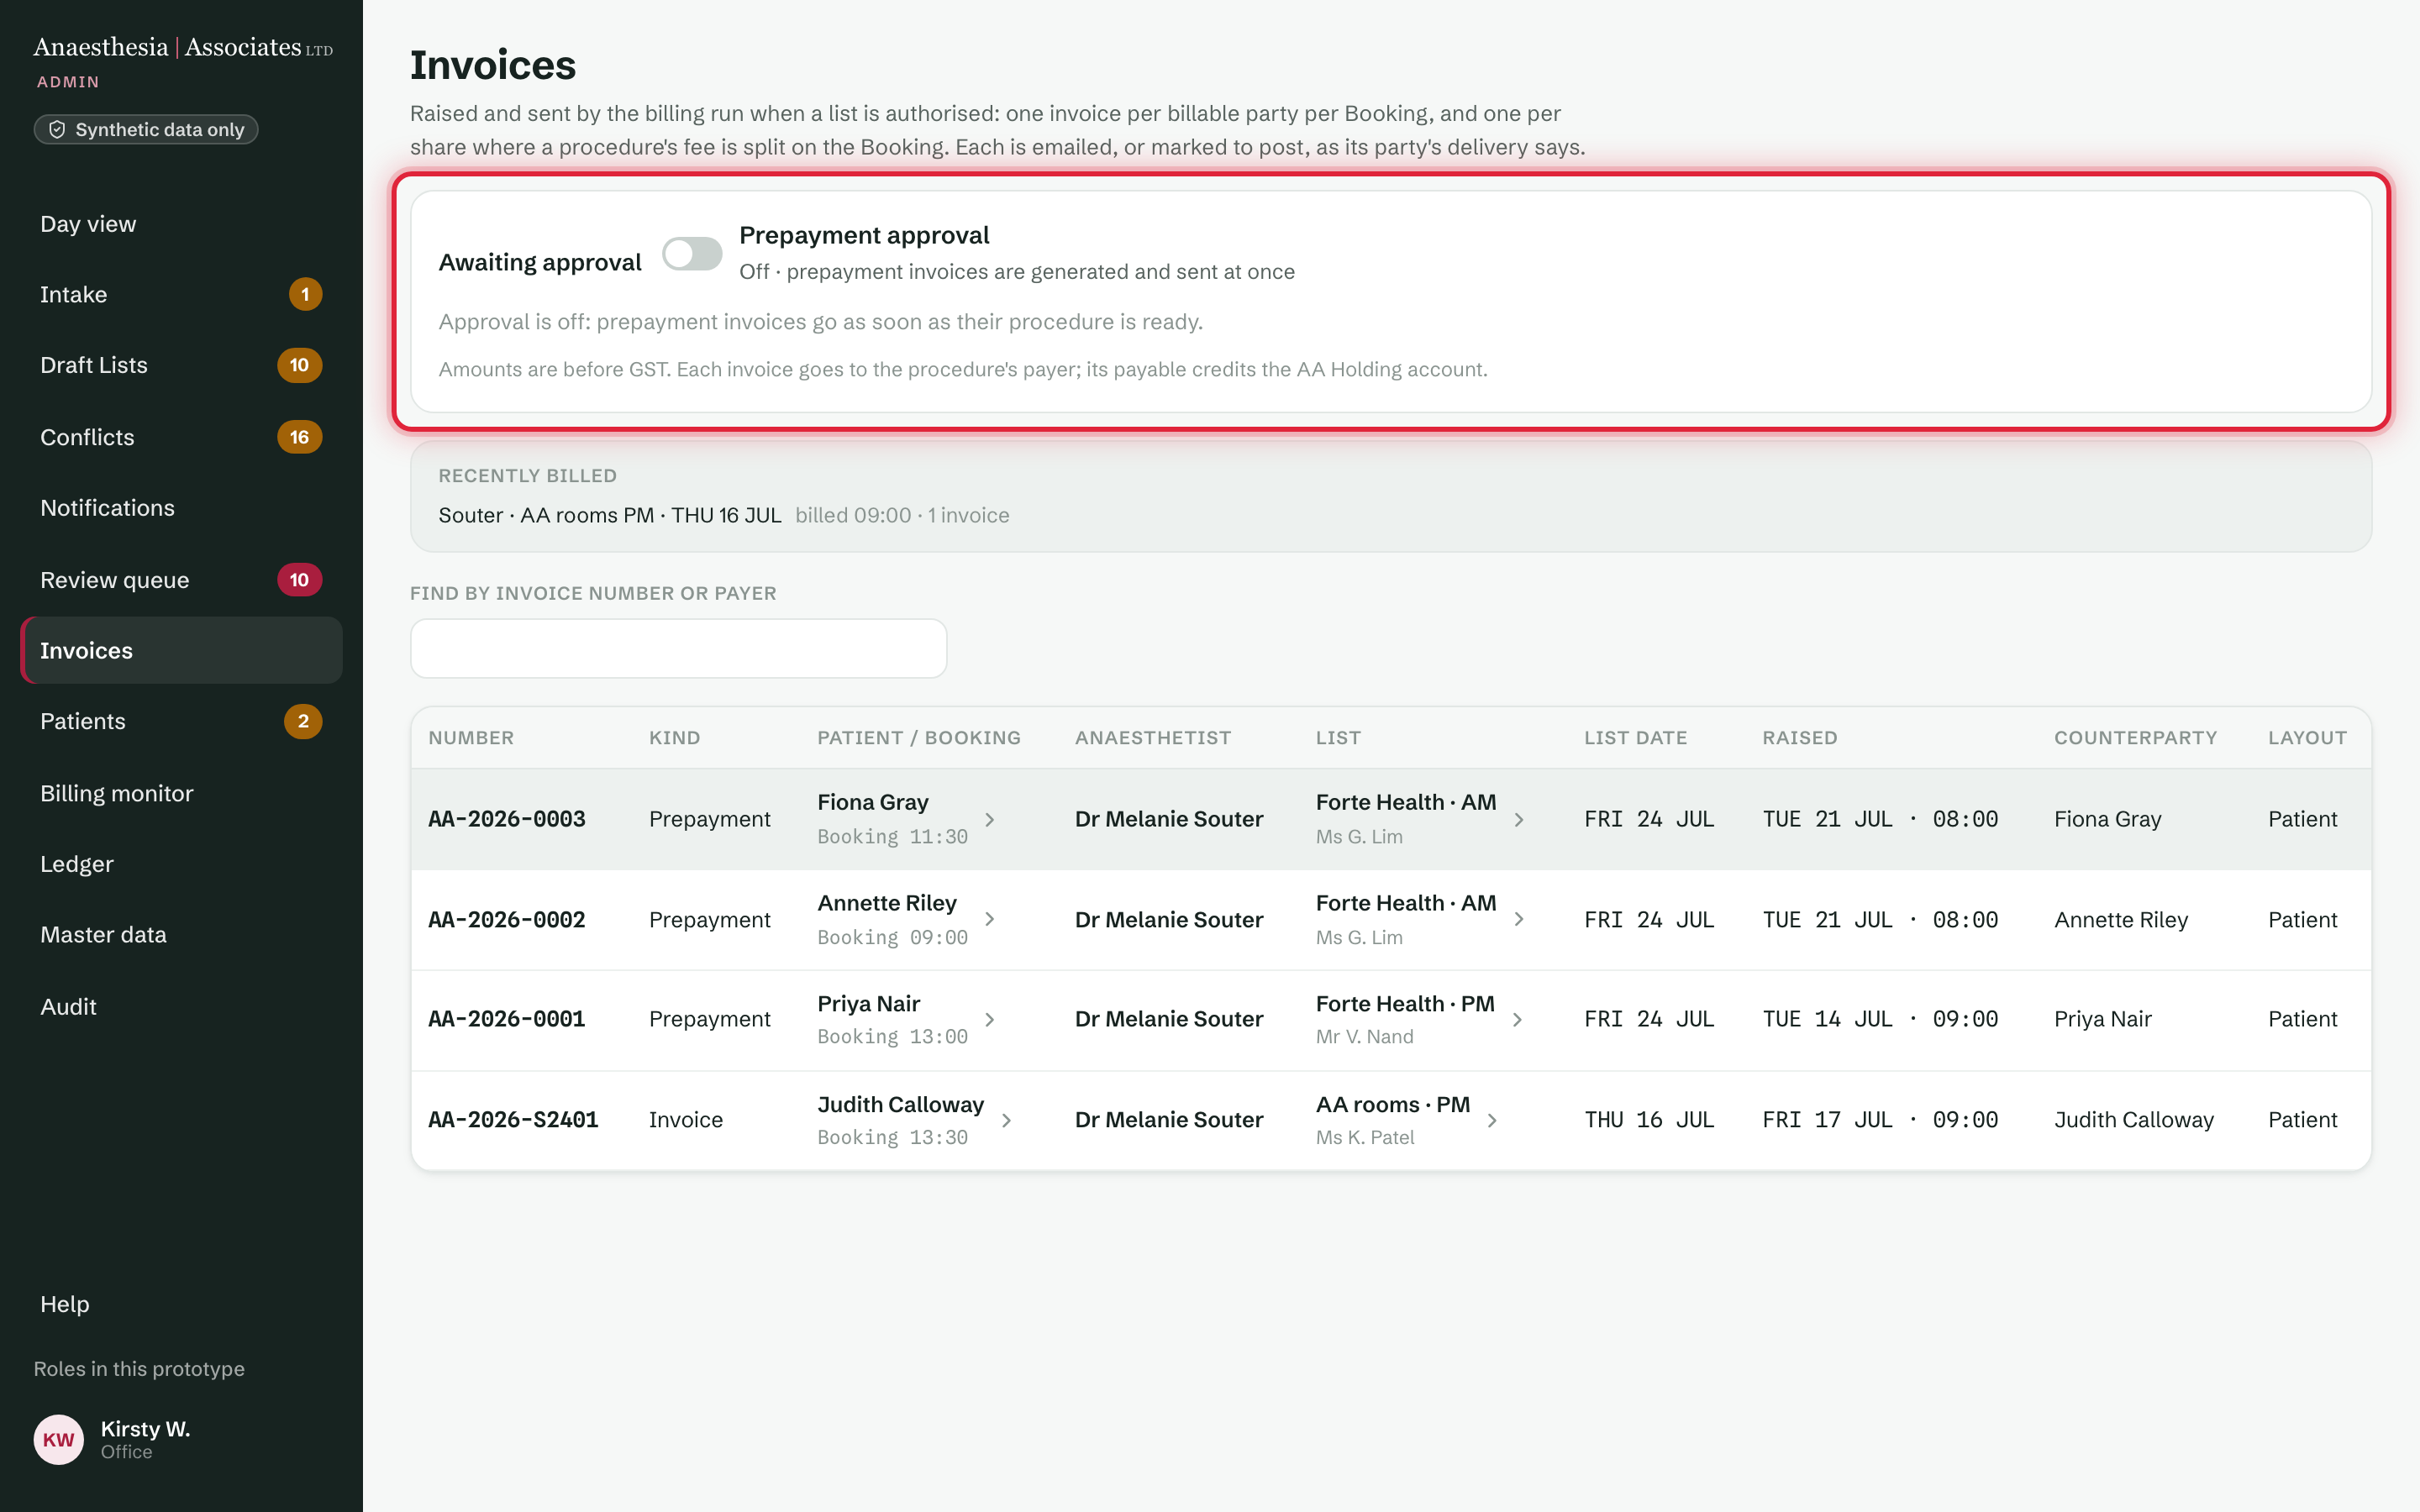 Anaesthesia | Associates LTD
ADMIN
Synthetic data only
Day view
Intake 1
Draft Lists 10
Conflicts 16
Notifications
Review queue 10
Invoices
Patients 2
Billing monitor
Ledger
Master data
Audit
Help
Roles in this prototype
KW
Kirsty W.
Office
Invoices
Raised and sent by the billing run when a list is authorised: one invoice per billable party per Booking, and one per
share where a procedure's fee is split on the Booking. Each is emailed, or marked to post, as its party's delivery says.
Awaiting approval
Prepayment approval
Off · prepayment invoices are generated and sent at once
Approval is off: prepayment invoices go as soon as their procedure is ready.
Amounts are before GST. Each invoice goes to the procedure's payer; its payable credits the AA Holding account.
RECENTLY BILLED
Souter · AA rooms PM · THU 16 JUL billed 09:00 · 1 invoice
FIND BY INVOICE NUMBER OR PAYER
NUMBER KIND PATIENT / BOOKING ANAESTHETIST LIST LIST DATE RAISED COUNTERPARTY LAYOUT
AA-2026-0003 Prepayment Fiona Gray Dr Melanie Souter Forte Health · AM FRI 24 JUL TUE 21 JUL · 08:00 Fiona Gray Patient
Booking 11:30 Ms G. Lim
AA-2026-0002 Prepayment Annette Riley Dr Melanie Souter Forte Health · AM FRI 24 JUL TUE 21 JUL · 08:00 Annette Riley Patient
Booking 09:00 Ms G. Lim
AA-2026-0001 Prepayment Priya Nair Dr Melanie Souter Forte Health · PM FRI 24 JUL TUE 14 JUL · 09:00 Priya Nair Patient
Booking 13:00 Mr V. Nand
AA-2026-S2401 Invoice Judith Calloway Dr Melanie Souter AA rooms · PM THU 16 JUL FRI 17 JUL · 09:00 Judith Calloway Patient
Booking 13:30 Ms K. Patel